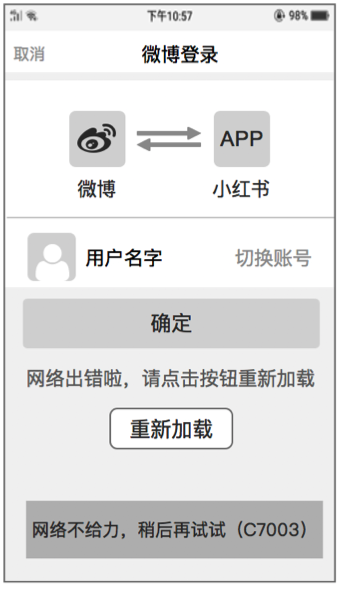 下午10:57
98%
取消
微博登录
APP
微博
小红书
用户名字
切换账号
确定
网络出错啦，请点击按钮重新加载
重新加载
网络不给力，稍后再试试（C7003）